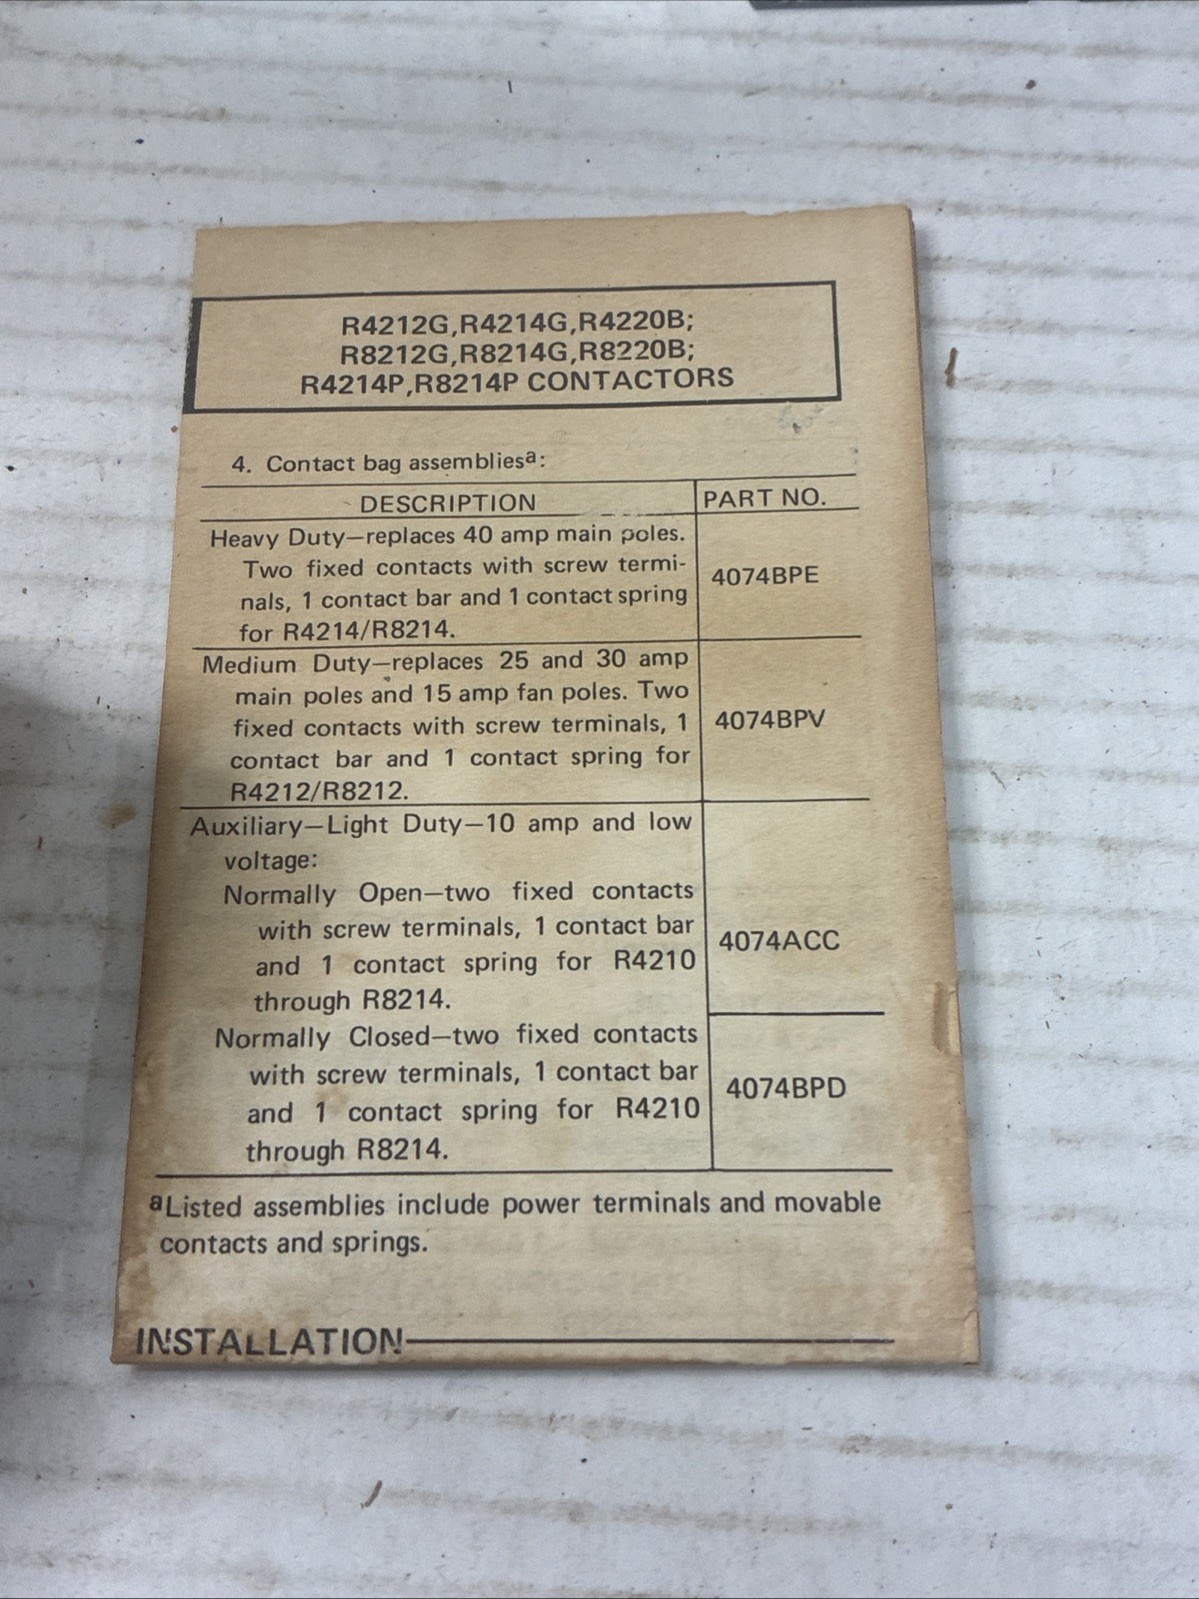 R4212G,R4214G,R4220B;
R8212G,R8214G,R8220B;
R4214P,R8214P CONTACTORS
4. Contact bag assembliesª:
DESCRIPTION PART NO.
Heavy Duty—replaces 40 amp main poles.
Two fixed contacts with screw termi-
nals, 1 contact bar and 1 contact spring
for R4214/R8214.
4074BPE
Medium Duty—replaces 25 and 30 amp
main poles and 15 amp fan poles. Two
fixed contacts with screw terminals, 1
contact bar and 1 contact spring for
R4212/R8212.
4074BPV
Auxiliary—Light Duty—10 amp and low
voltage:
Normally Open—two fixed contacts
with screw terminals, 1 contact bar
and 1 contact spring for R4210
through R8214.
4074ACC
Normally Closed—two fixed contacts
with screw terminals, 1 contact bar
and 1 contact spring for R4210
through R8214.
4074BPD
ªListed assemblies include power terminals and movable
contacts and springs.
INSTALLATION